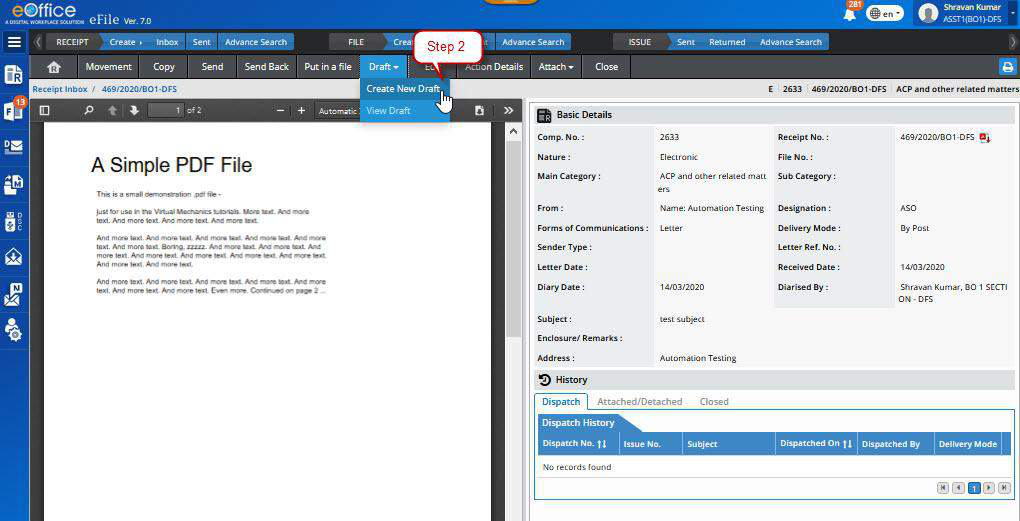 eOffice
A DIGITAL WORKPLACE SOLUTION
eFile Ver. 7.0
281
en
Shravan Kumar
ASST1(BO1)-DFS
RECEIPT Create Inbox Sent Advance Search
FILE Crea Advance Search
ISSUE Sent Returned Advance Search
Step 2
Movement Copy Send Send Back Put in a file Draft Action Details Attach Close
Create New Draft
View Draft
Receipt Inbox / 469/2020/BO1-DFS
E 2633 469/2020/BO1-DFS ACP and other related matters
R
13
F
D
M
DSC
N
1 of 2
Automatic
A Simple PDF File
This is a small demonstration .pdf file -
just for use in the Virtual Mechanics tutorials. More text. And more
text. And more text. And more text. And more text.
And more text. And more text. And more text. And more text. And more
text. And more text. Boring, zzzzz. And more text. And more text. And
more text. And more text. And more text. And more text. And more text.
And more text. And more text.
And more text. And more text. And more text. And more text. And more
text. And more text. And more text. Even more. Continued on page 2 ...
Basic Details
Comp. No. : 2633 Receipt No. : 469/2020/BO1-DFS
Nature : Electronic File No. :
Main Category : ACP and other related matt
ers
Sub Category :
From : Name: Automation Testing Designation : ASO
Forms of Communications : Letter Delivery Mode : By Post
Sender Type : Letter Ref. No. :
Letter Date : Received Date : 14/03/2020
Diary Date : 14/03/2020 Diarised By : Shravan Kumar, BO 1 SECTI
ON - DFS
Subject : test subject
Enclosure/ Remarks :
Address : Automation Testing
History
Dispatch Attached/Detached Closed
Dispatch History
Dispatch No. Issue No. Subject Dispatched On Dispatched By Delivery Mode
No records found
1